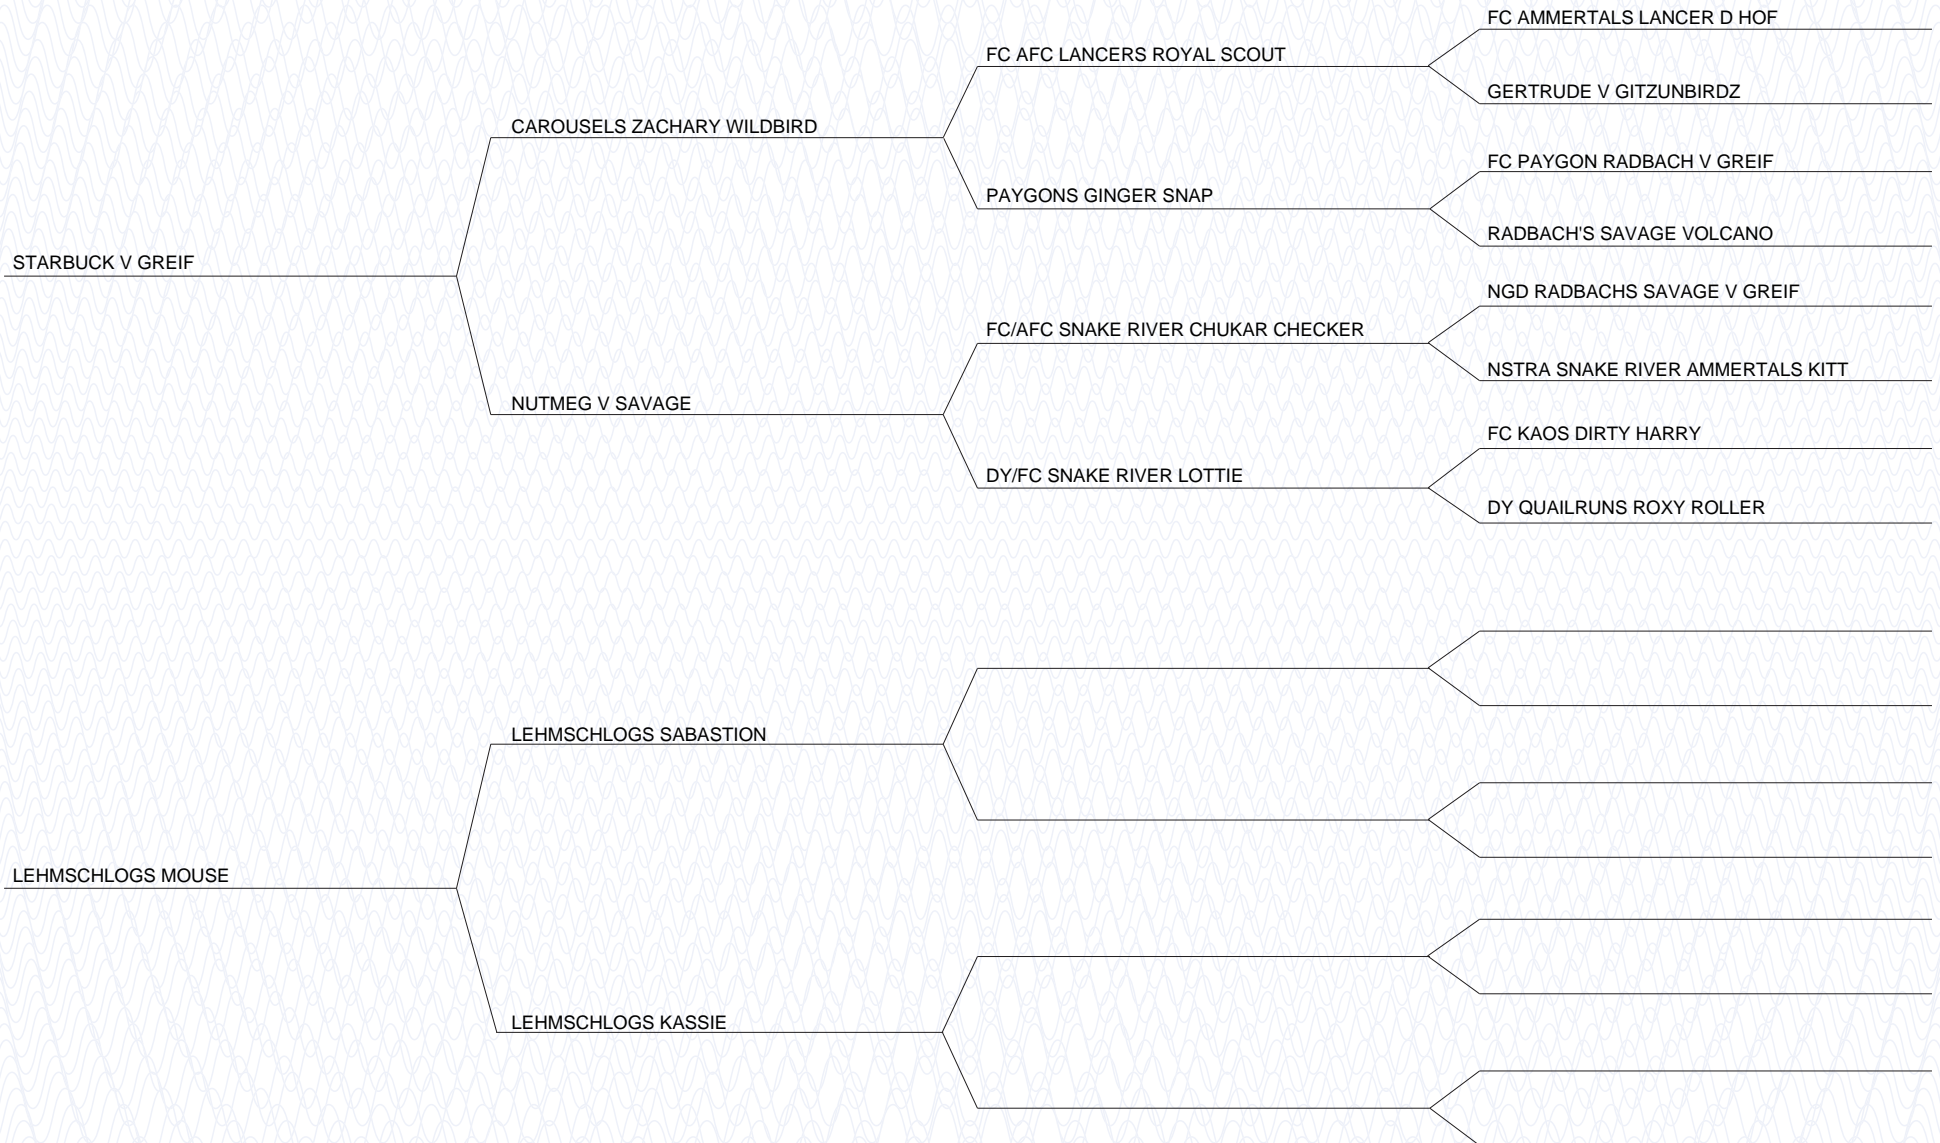 FC AMMERTALS LANCER D HOF
FC AFC LANCERS ROYAL SCOUT
GERTRUDE V GITZUNBIRDZ
CAROUSELS ZACHARY WILDBIRD
FC PAYGON RADBACH V GREIF
PAYGONS GINGER SNAP
RADBACH'S SAVAGE VOLCANO
STARBUCK V GREIF
NGD RADBACHS SAVAGE V GREIF
FC/AFC SNAKE RIVER CHUKAR CHECKER
NSTRA SNAKE RIVER AMMERTALS KITT
NUTMEG V SAVAGE
FC KAOS DIRTY HARRY
DY/FC SNAKE RIVER LOTTIE
DY QUAILRUNS ROXY ROLLER
LEHMSCHLOGS SABASTION
LEHMSCHLOGS MOUSE
LEHMSCHLOGS KASSIE